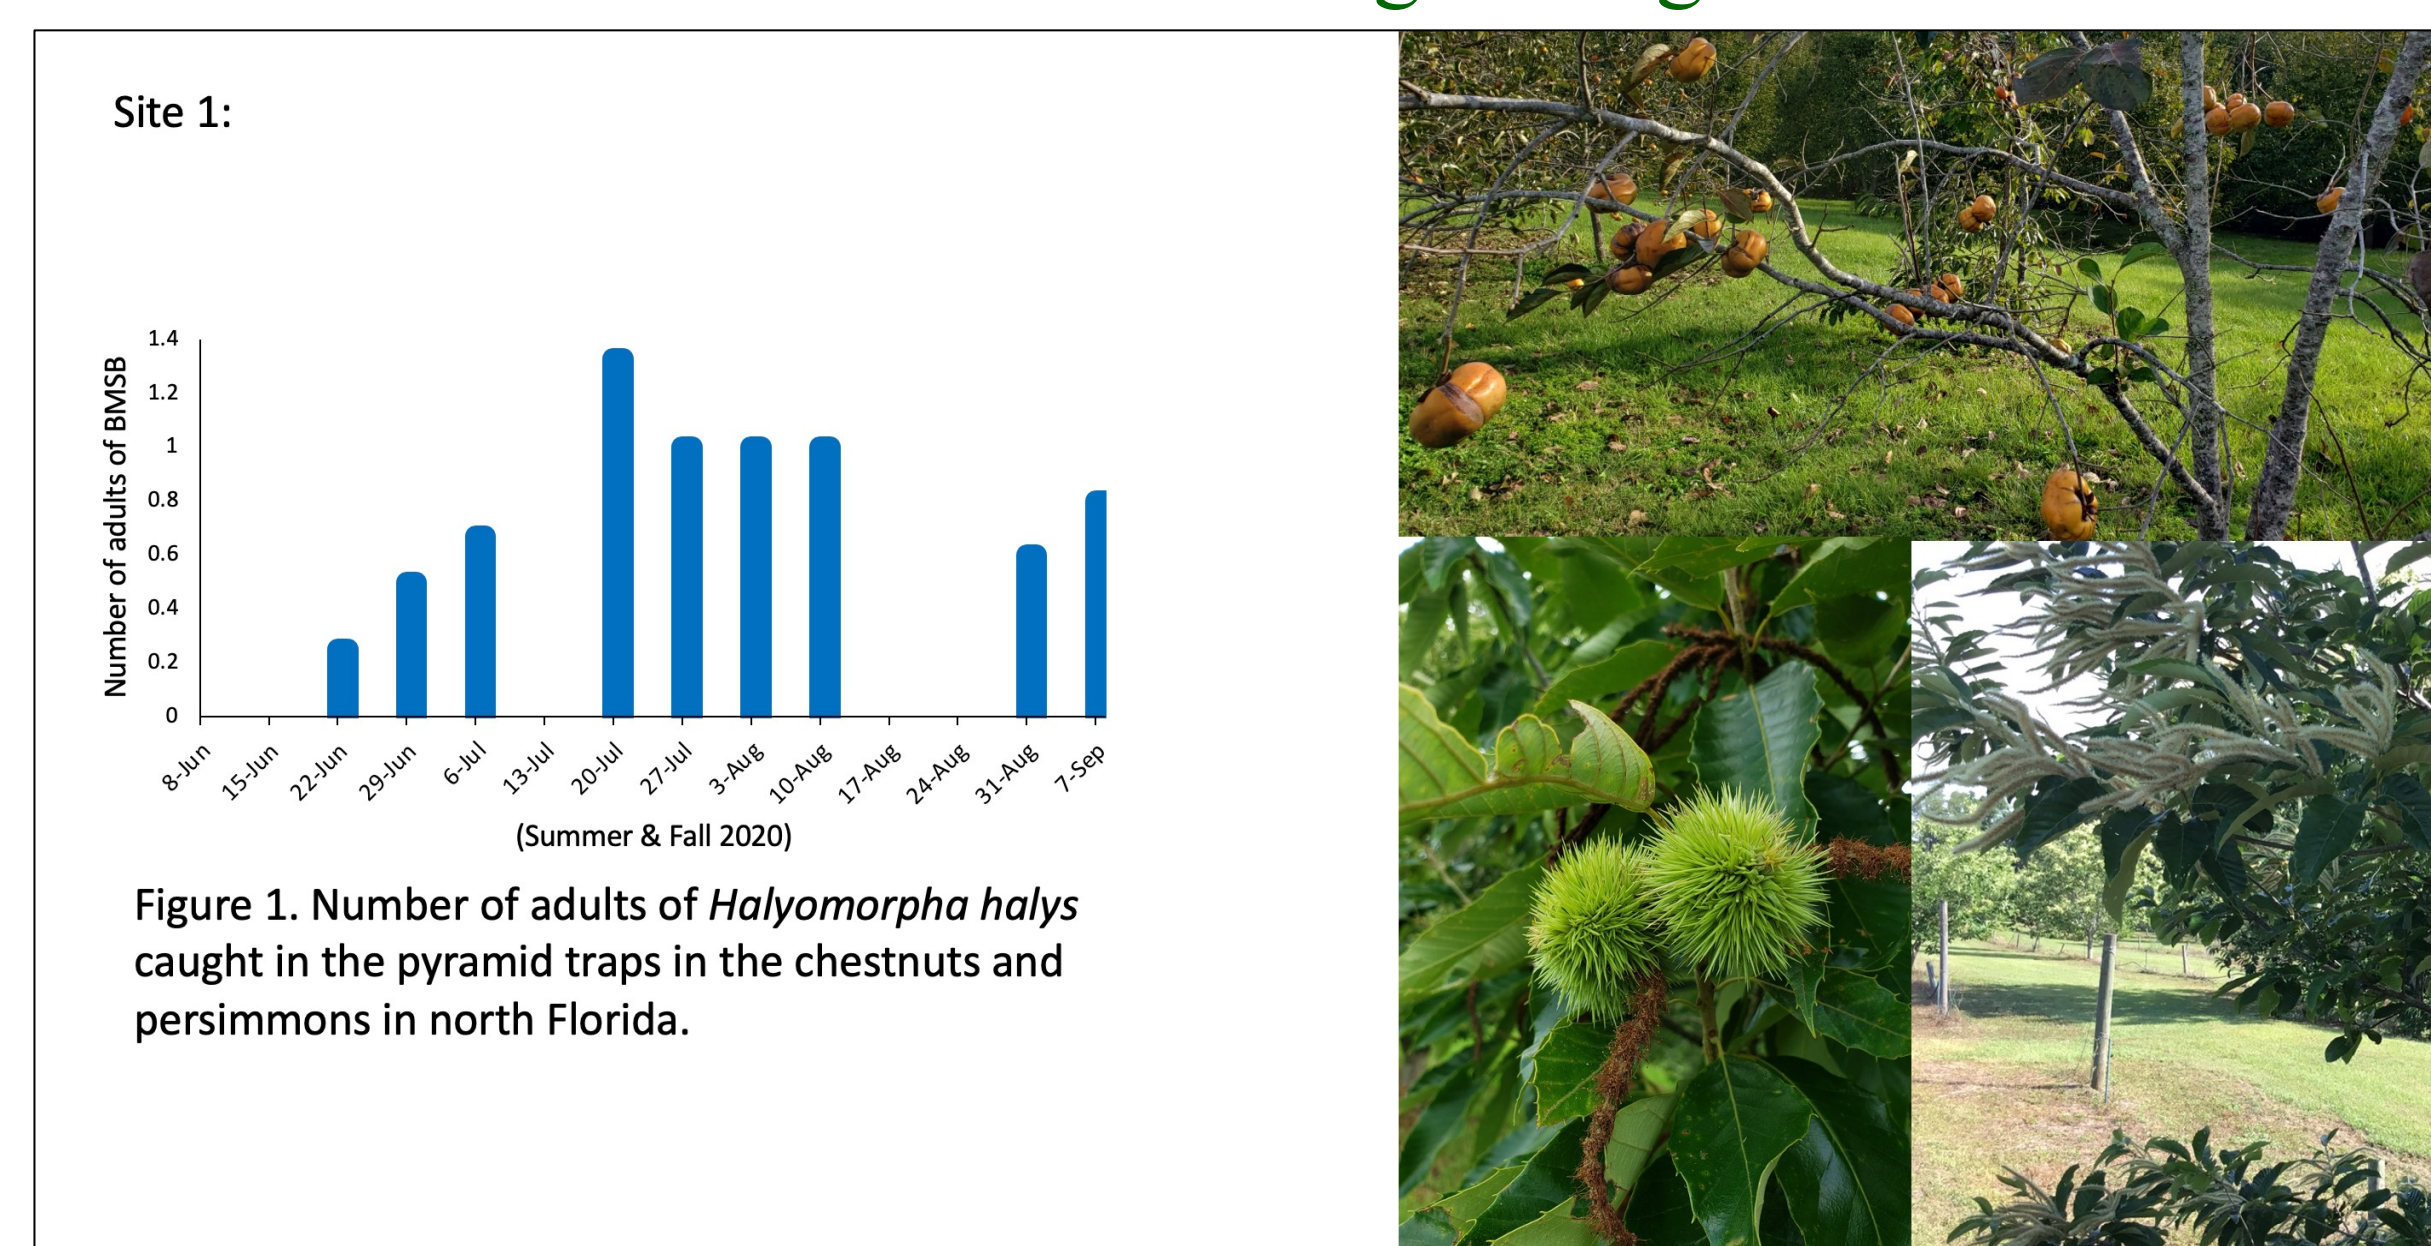 Site 1:
Number of adults of BMSB
1.4
1.2
1
0.8
0.6
0.4
0.2
0
8-Jun
15-Jun
22-Jun
29-Jun
6-Jul
13-Jul
20-Jul
27-Jul
3-Aug
10-Aug
17-Aug
24-Aug
31-Aug
7-Sep
(Summer & Fall 2020)
Figure 1. Number of adults of Halyomorpha halys
caught in the pyramid traps in the chestnuts and
persimmons in north Florida.